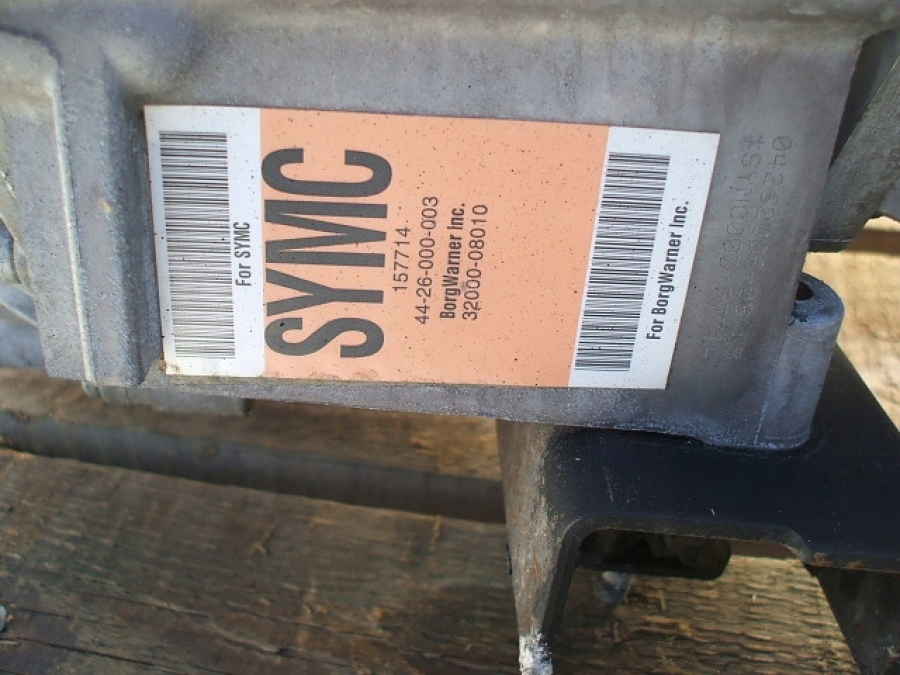 For SYMC
SYMC
157714
44-26-000-003
BorgWarner Inc.
32000-08010
For BorgWarner Inc.